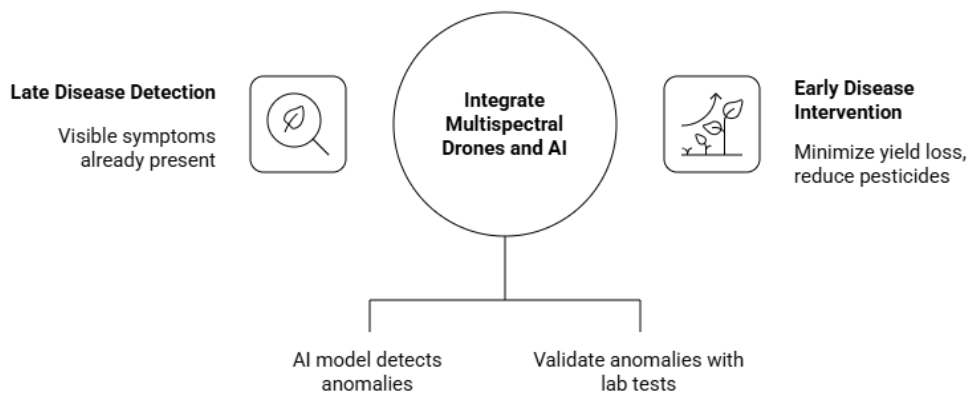 Late Disease Detection
Visible symptoms
already present
Integrate
Multispectral
Drones and AI
Early Disease
Intervention
Minimize yield loss,
reduce pesticides
AI model detects
anomalies
Validate anomalies with
lab tests